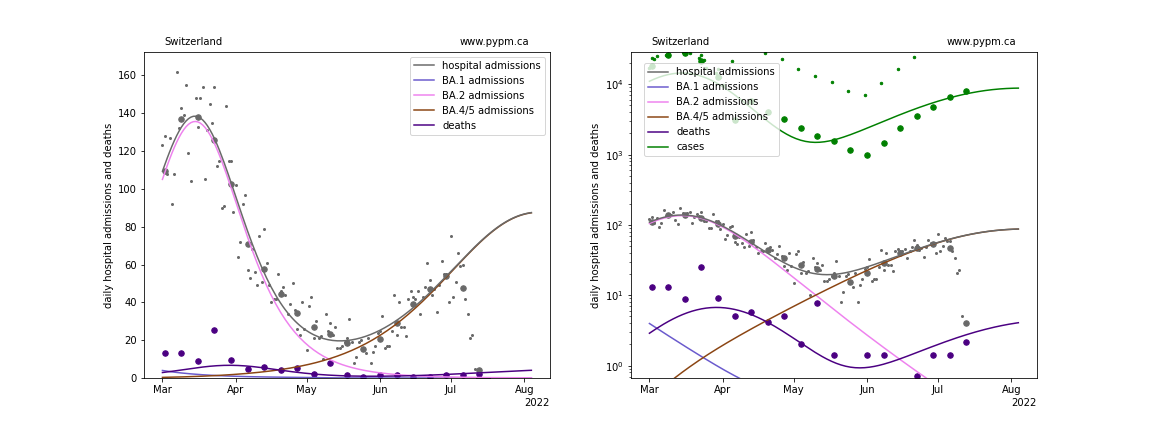 Switzerland www.pypm.ca
hospital admissions
BA.1 admissions
BA.2 admissions
BA.4/5 admissions
deaths
daily hospital admissions and deaths
160
140
120
100
80
60
40
20
0
Mar Apr May Jun Jul Aug
2022
Switzerland www.pypm.ca
hospital admissions
BA.1 admissions
BA.2 admissions
BA.4/5 admissions
deaths
cases
daily hospital admissions and deaths
10⁴
10³
10²
10¹
10⁰
Mar Apr May Jun Jul Aug
2022